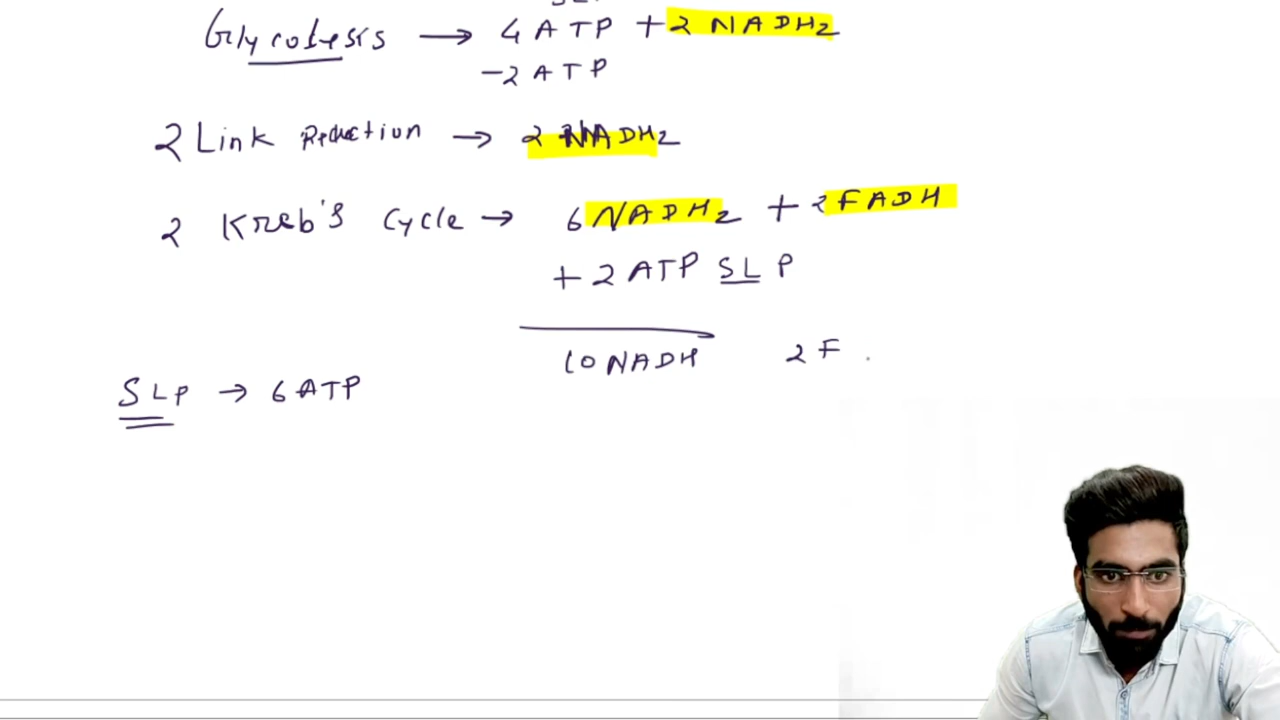 Glycolysis → 4 ATP + 2 NADH2
-2 ATP
2 Link Reaction → 2 NADH2
2 Kreb's Cycle → 6 NADH2 + 2 FADH
+ 2 ATP SLP
10 NADH 2 F
SLP → 6 ATP